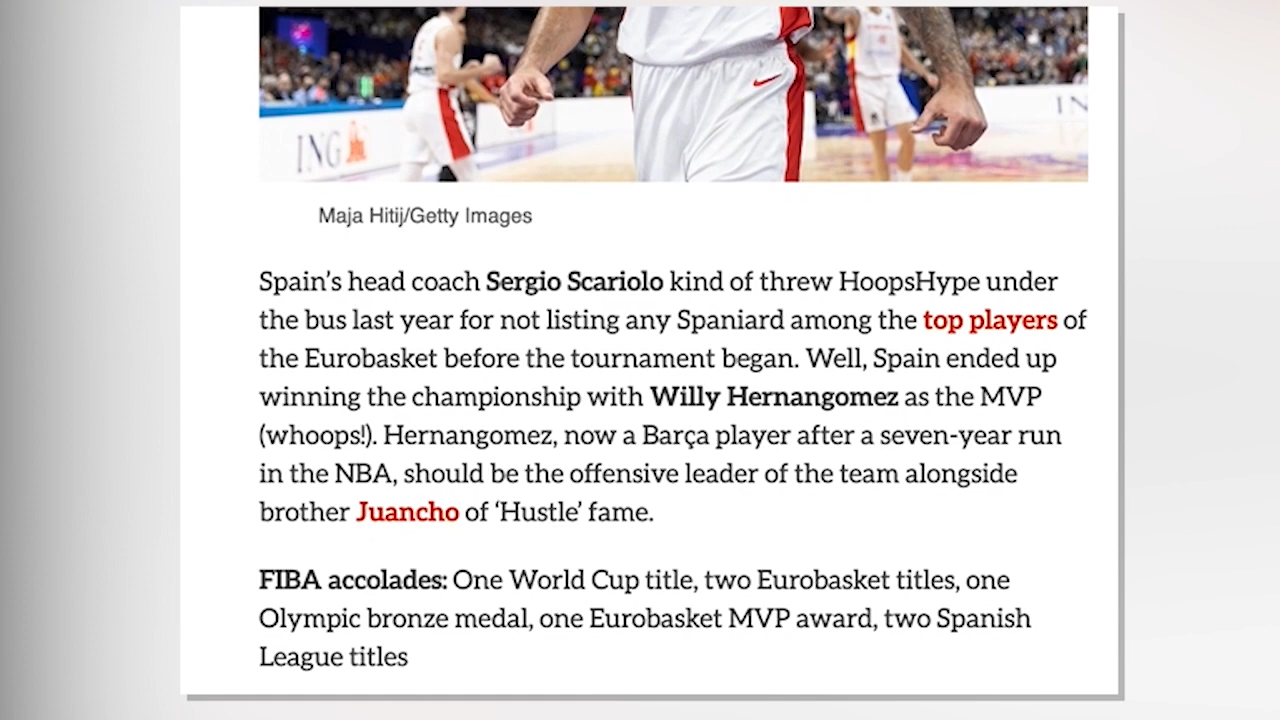 ING
IN
Maja Hitij/Getty Images
Spain’s head coach Sergio Scariolo kind of threw HoopsHype under
the bus last year for not listing any Spaniard among the top players of
the Eurobasket before the tournament began. Well, Spain ended up
winning the championship with Willy Hernangomez as the MVP
(whoops!). Hernangomez, now a Barça player after a seven-year run
in the NBA, should be the offensive leader of the team alongside
brother Juancho of ‘Hustle’ fame.
FIBA accolades: One World Cup title, two Eurobasket titles, one
Olympic bronze medal, one Eurobasket MVP award, two Spanish
League titles